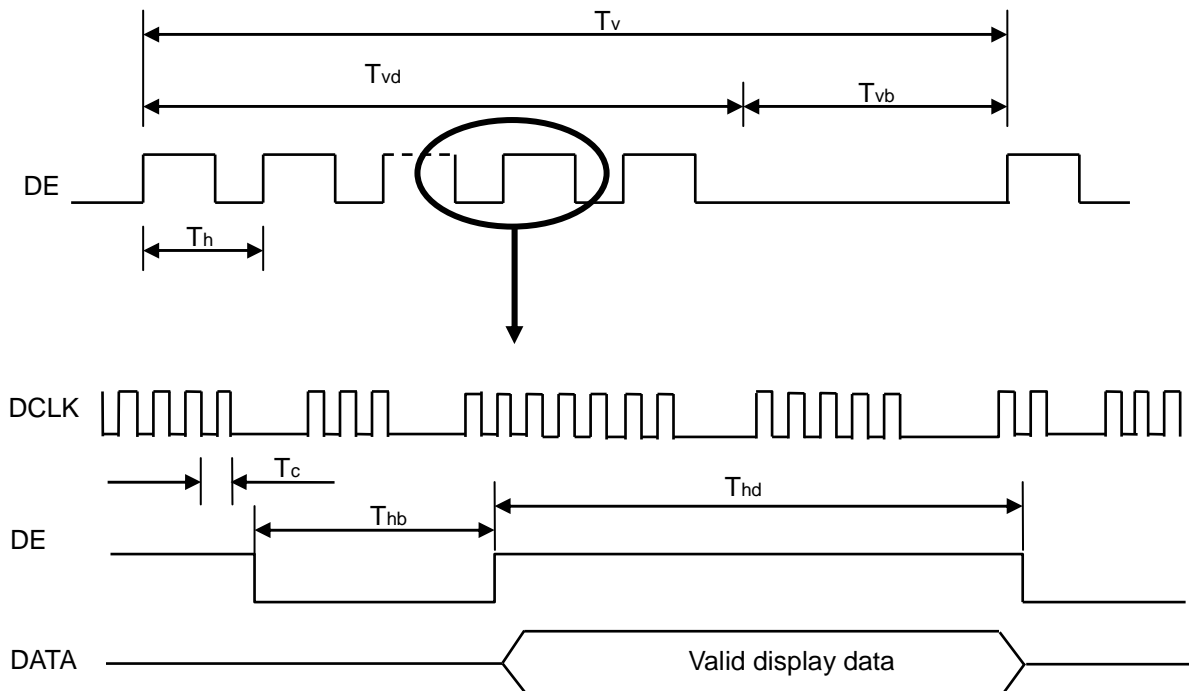 Tv
Tvd
Tvb
DE
Th
DCLK
Tc
Thd
Thb
DE
DATA
Valid display data